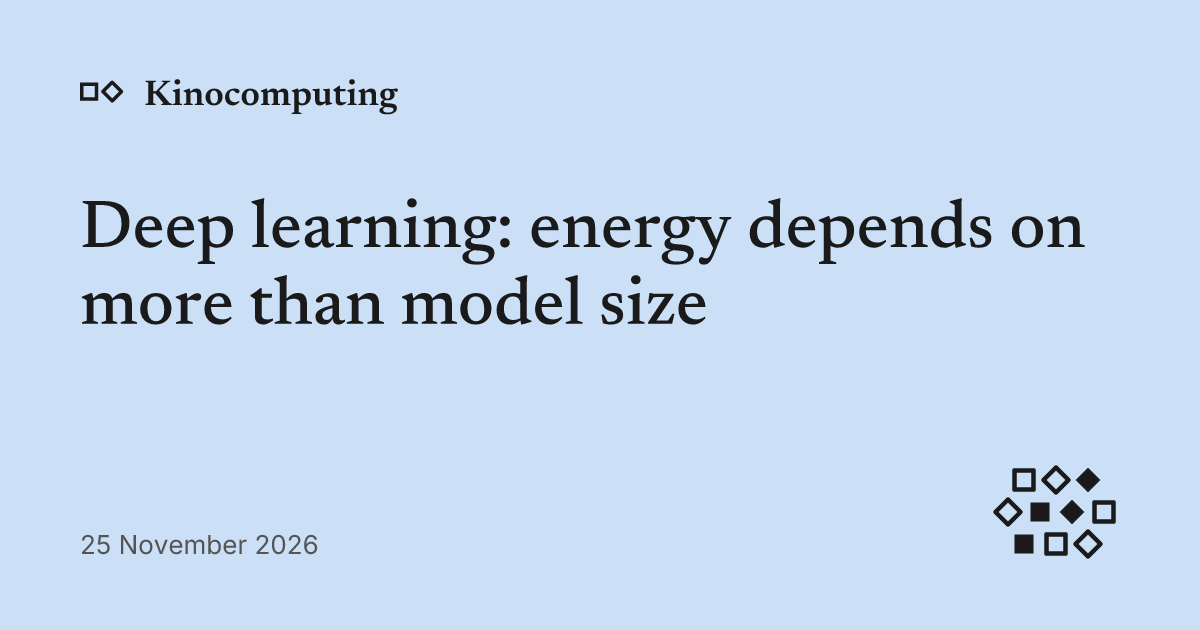 Kinocomputing
Deep learning: energy depends on
more than model size
25 November 2026